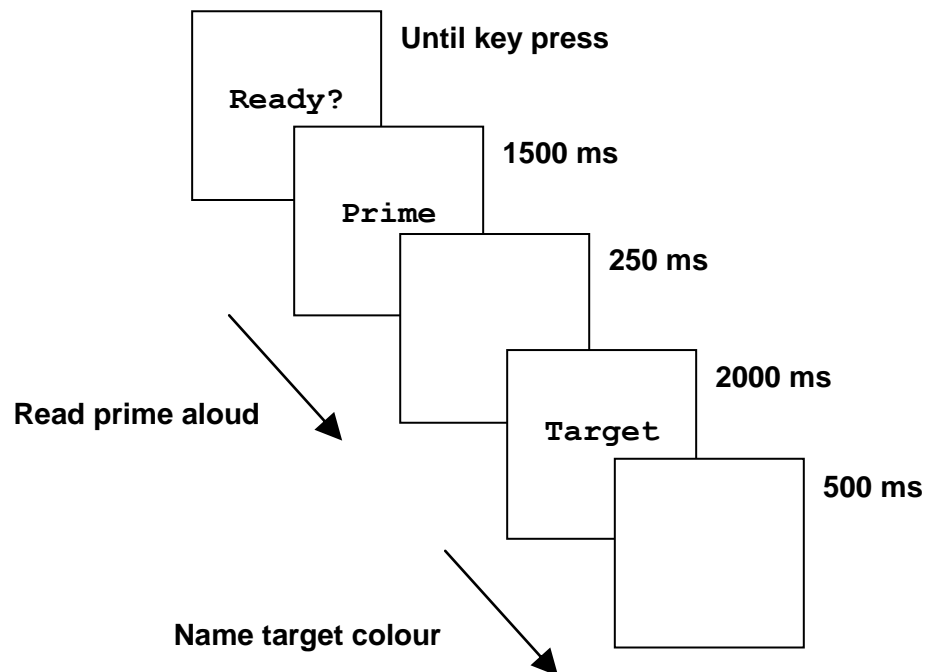 Until key press
Ready?
1500 ms
Prime
250 ms
2000 ms
Read prime aloud
Target
500 ms
Name target colour